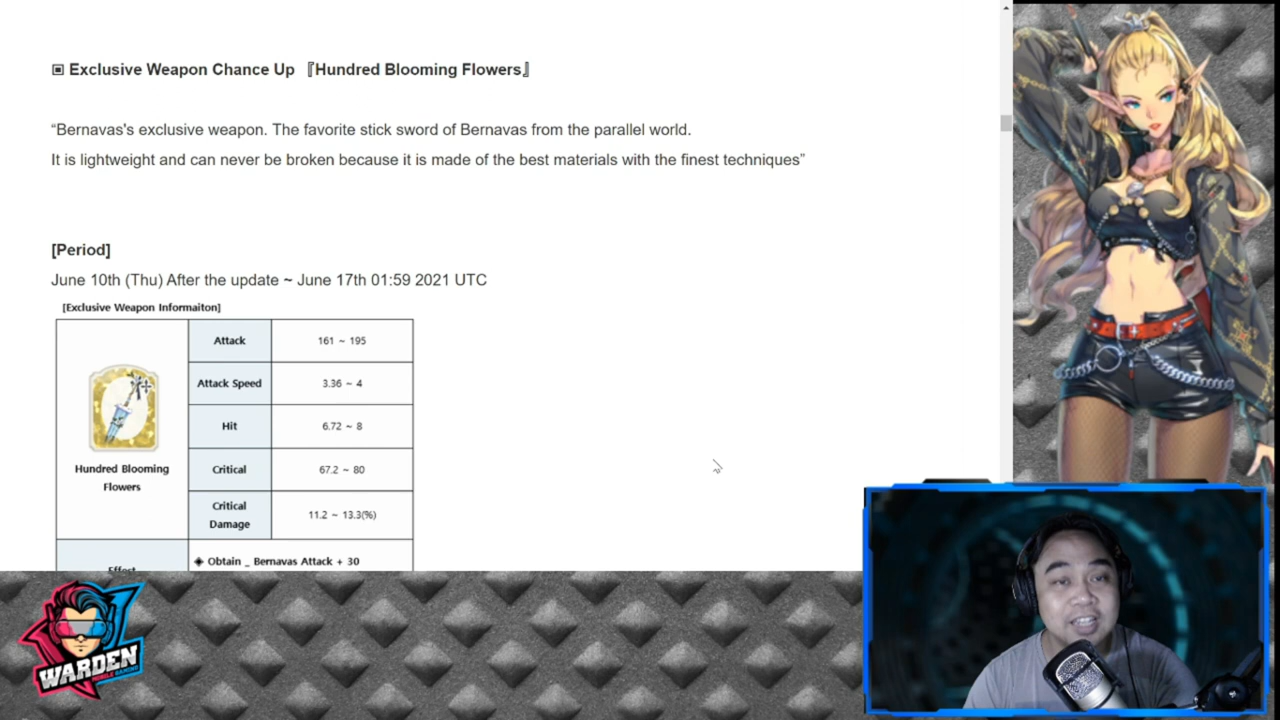 ▣ Exclusive Weapon Chance Up 『Hundred Blooming Flowers』
“Bernavas's exclusive weapon. The favorite stick sword of Bernavas from the parallel world.
It is lightweight and can never be broken because it is made of the best materials with the finest techniques”
[Period]
June 10th (Thu) After the update ~ June 17th 01:59 2021 UTC
[Exclusive Weapon Informaiton]
Hundred Blooming
Flowers
Attack 161 ~ 195
Attack Speed 3.36 ~ 4
Hit 6.72 ~ 8
Critical 67.2 ~ 80
Critical
Damage 11.2 ~ 13.3(%)
Effect ◈ Obtain _ Bernavas Attack + 30
WARDEN
MOBILE GAMING